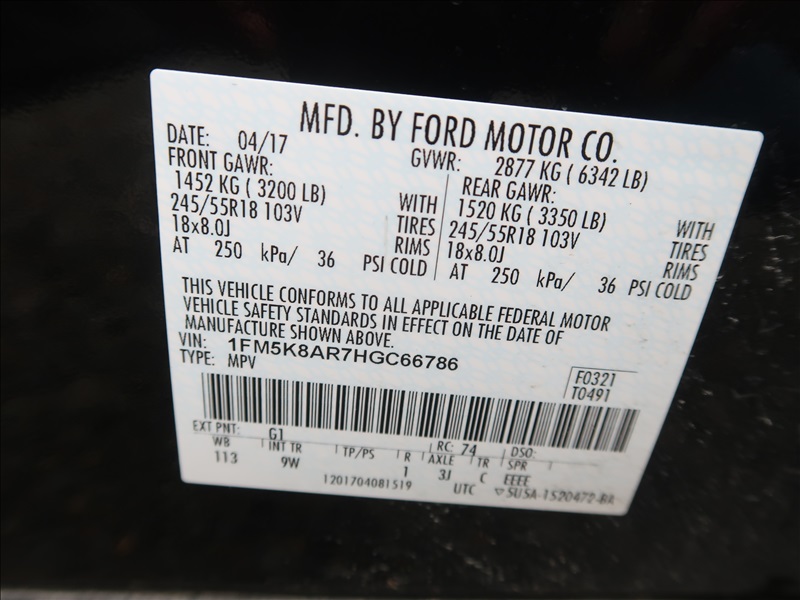 MFD. BY FORD MOTOR CO.
DATE: 04/17
GVWR: 2877 KG ( 6342 LB)
FRONT GAWR:
1452 KG ( 3200 LB)
245/55R18 103V
18x8.0J
AT 250 kPa/ 36 PSI COLD
WITH
TIRES
RIMS
REAR GAWR:
1520 KG ( 3350 LB)
245/55R18 103V
18x8.0J
AT 250 kPa/ 36 PSI COLD
WITH
TIRES
RIMS
THIS VEHICLE CONFORMS TO ALL APPLICABLE FEDERAL MOTOR
VEHICLE SAFETY STANDARDS IN EFFECT ON THE DATE OF
MANUFACTURE SHOWN ABOVE.
VIN: 1FM5K8AR7HGC66786
TYPE: MPV
F0321
T0491
EXT PNT: G1 RC: 74 DSO:
WB INT TR TP/PS R AXLE TR SPR
113 9W 1 3J C EEEE
1201704081519 UTC ▽5USA-1520472-BA